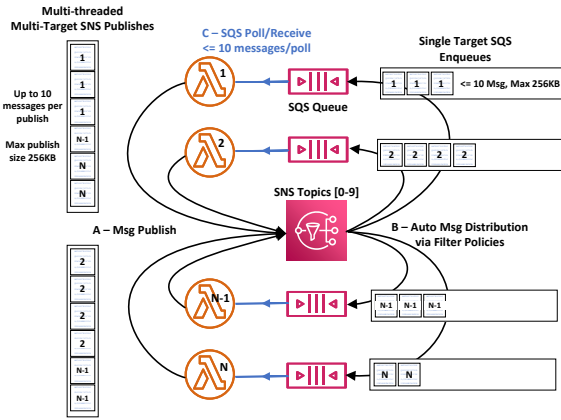 Multi-threaded
Multi-Target SNS Publishes
C – SQS Poll/Receive
<= 10 messages/poll
Single Target SQS
Enqueues
1
1
1
N-1
N
N
Up to 10
messages per
publish
Max publish
size 256KB
1
SQS Queue
1 1 1
<= 10 Msg, Max 256KB
2
2 2 2 2
SNS Topics [0-9]
A – Msg Publish
B – Auto Msg Distribution
via Filter Policies
2
2
2
2
N-1
N-1
N-1
N-1 N-1 N-1
N
N N